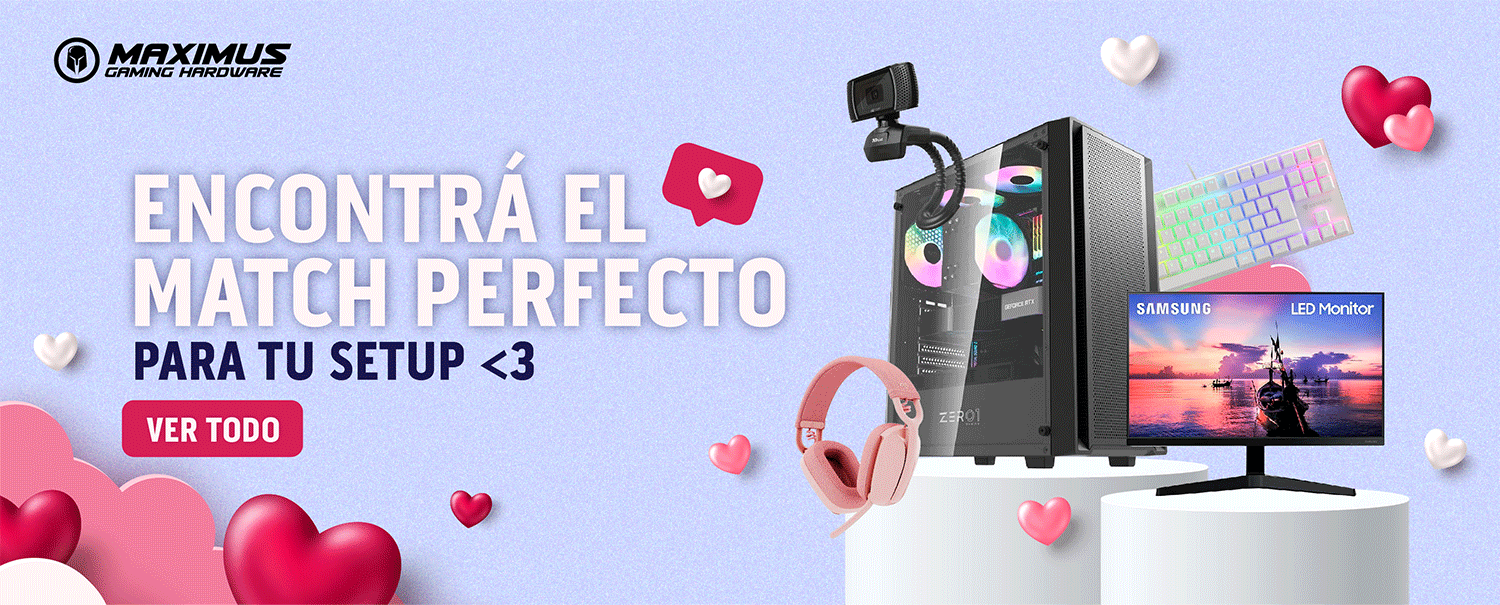 MAXIMUS
GAMING HARDWARE
ENCONTRÁ EL
MATCH PERFECTO
PARA TU SETUP <3
VER TODO
GEFORCE RTX
ZERO1
SAMSUNG
LED Monitor